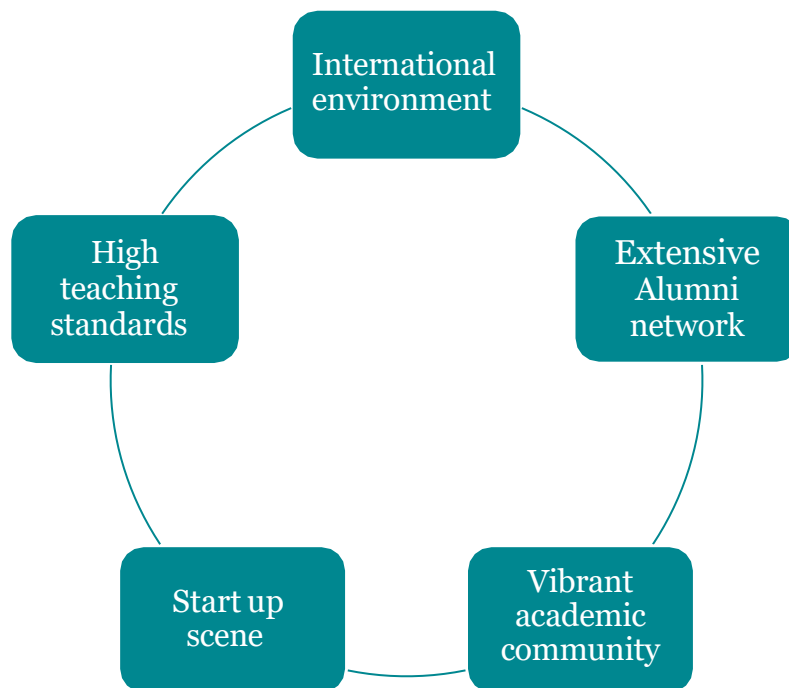 International
environment
Extensive
Alumni
network
Vibrant
academic
community
Start up
scene
High
teaching
standards